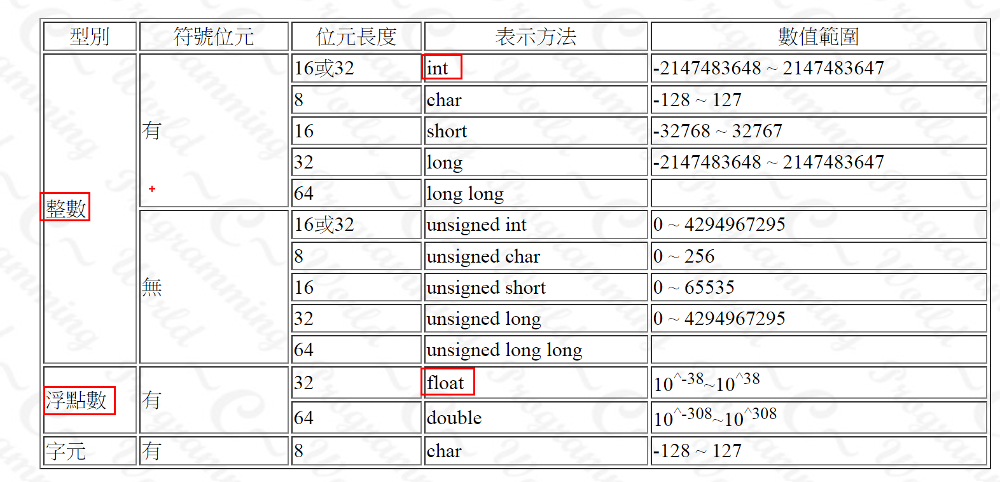 型別 符號位元 位元長度 表示方法 數值範圍
整數 有 16或32 int -2147483648 ~ 2147483647
8 char -128 ~ 127
16 short -32768 ~ 32767
32 long -2147483648 ~ 2147483647
64 long long
無 16或32 unsigned int 0 ~ 4294967295
8 unsigned char 0 ~ 256
16 unsigned short 0 ~ 65535
32 unsigned long 0 ~ 4294967295
64 unsigned long long
浮點數 有 32 float 10^-38~10^38
64 double 10^-308~10^308
字元 有 8 char -128 ~ 127